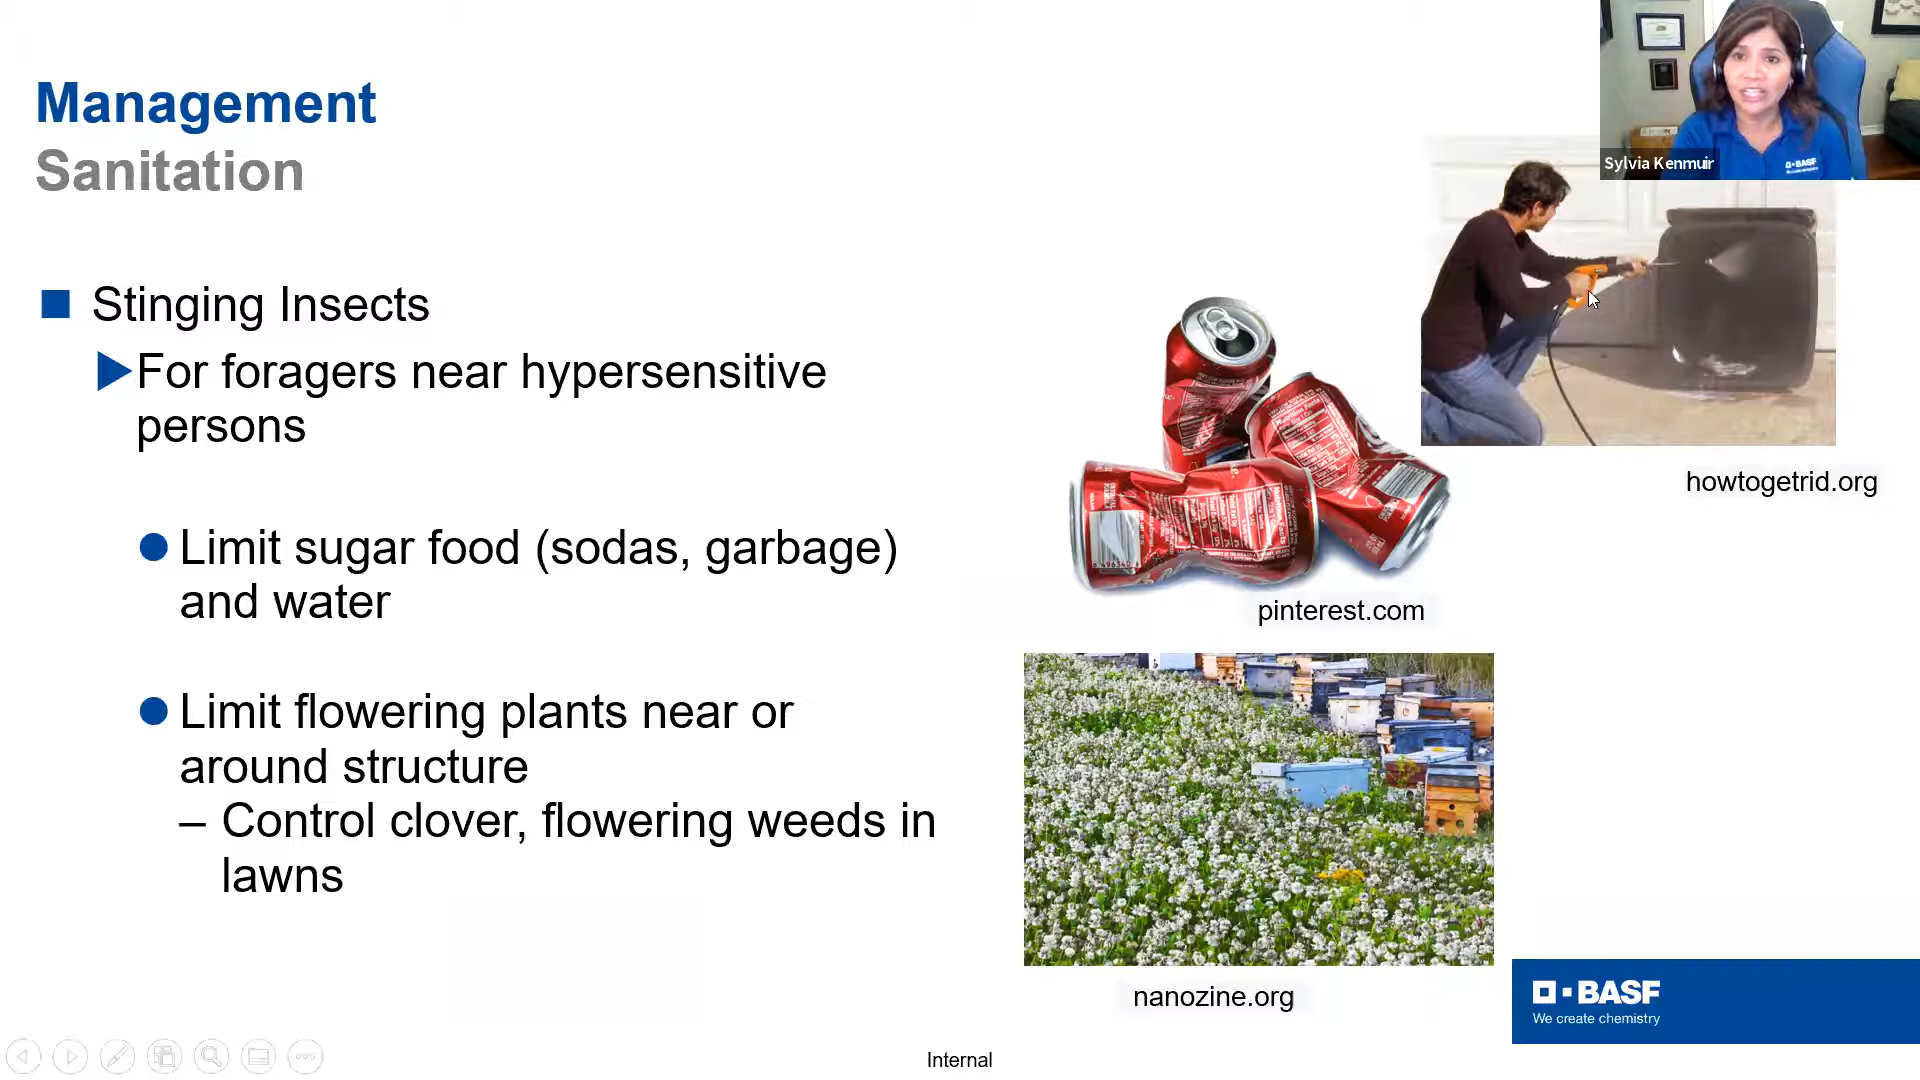 Management
Sanitation
Stinging Insects
For foragers near hypersensitive
persons
Limit sugar food (sodas, garbage)
and water
Limit flowering plants near or
around structure
– Control clover, flowering weeds in
lawns
Sylvia Kenmuir
BASF
howtogetrid.org
pinterest.com
nanozine.org
BASF
We create chemistry
Internal